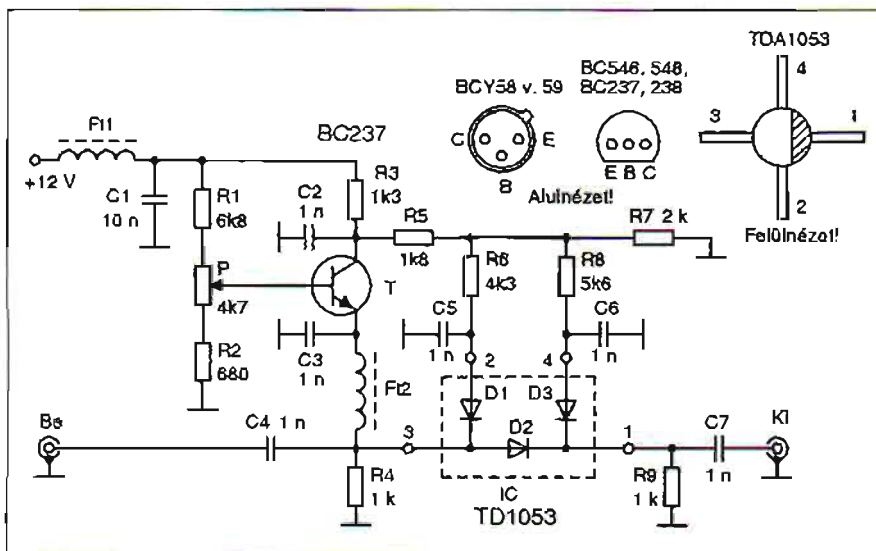 TDA1053
4
BC546, 548,
BC237, 238
BCY58 v. 59
3
1
C
E
B
E B C
2
Alulnézet!
Felülnézet!
Ft1
BC237
+12 V
C1
10 n
R1
6k8
C2
1 n
R3
1k3
R5
1k8
R7 2 k
P
4k7
T
R6
4k3
R8
5k6
C5
1 n
C6
1 n
R2
680
C3
1 n
Ft2
2
4
D1
D3
D2
Be
C4 1 n
3
1
C7
1 n
Ki
R4
1 k
R9
1 k
IC
TD1053